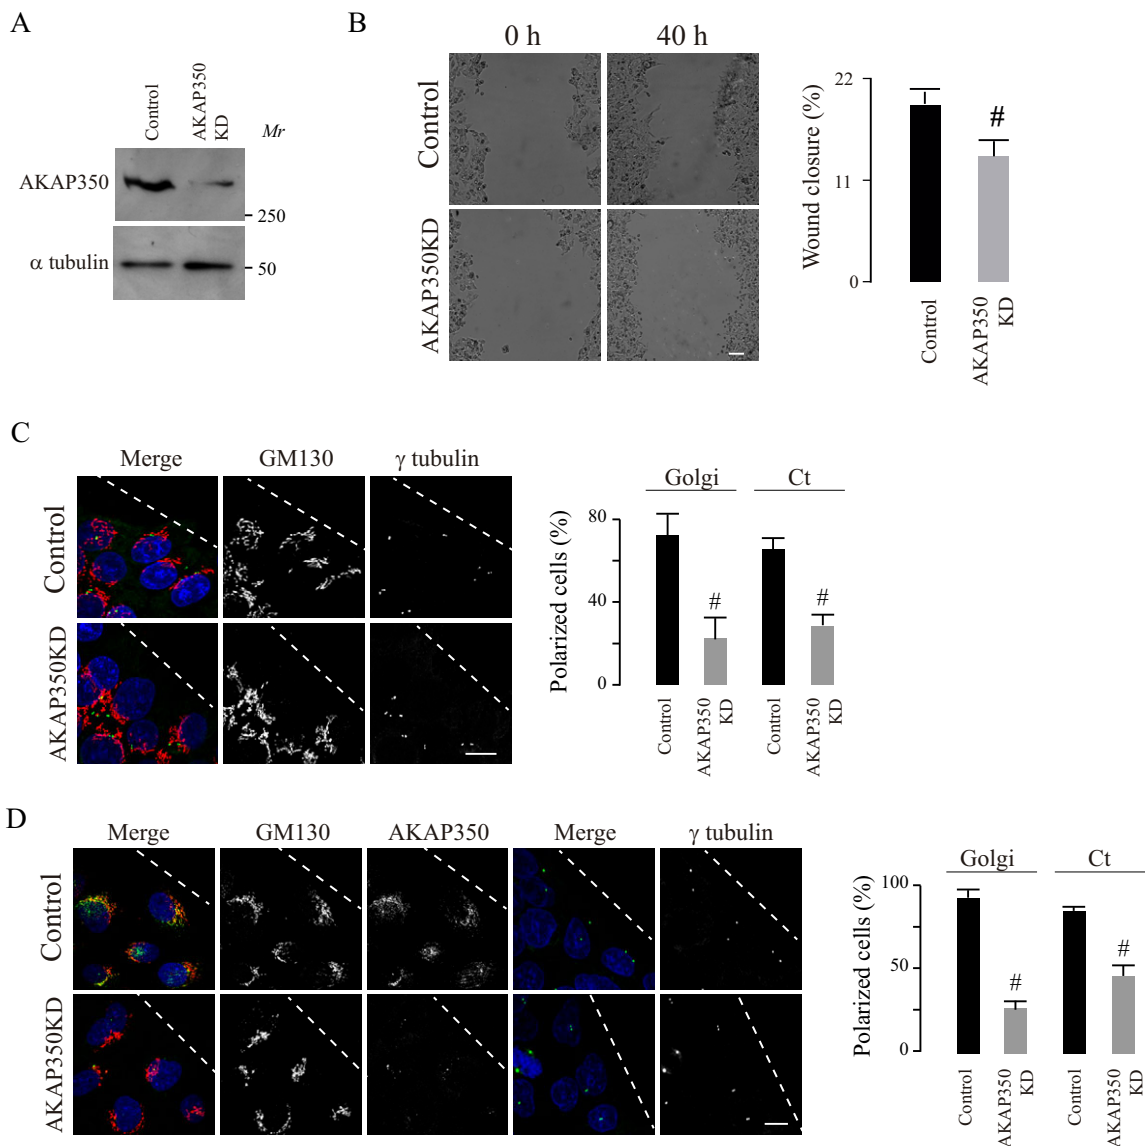 A
Control
AKAP350
KD
Mr
AKAP350
250
α tubulin
50
B
0 h
40 h
Control
AKAP350KD
Wound closure (%)
22
11
0
#
Control
AKAP350
KD
C
Merge
GM130
γ tubulin
Control
AKAP350KD
Polarized cells (%)
Golgi
Ct
80
40
0
#
#
Control
AKAP350
KD
Control
AKAP350
KD
D
Merge
GM130
AKAP350
Merge
γ tubulin
Control
AKAP350KD
Polarized cells (%)
Golgi
Ct
100
50
0
#
#
Control
AKAP350
KD
Control
AKAP350
KD